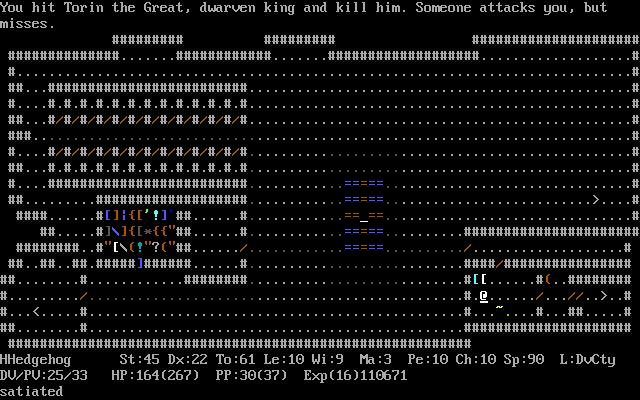 You hit Torin the Great, dwarven king and kill him. Someone attacks you, but
misses.
HHedgehog St:45 Dx:22 To:61 Le:10 Wi:9 Ma:3 Pe:10 Ch:10 Sp:90 L:DvCty
DV/PV:25/33 HP:164(267) PP:30(37) Exp(16)110671
satiated